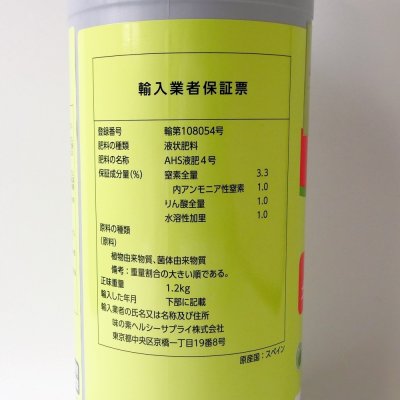 輸入業者保証票
登録番号 輸第108054号
肥料の種類 液状肥料
肥料の名称 AHS液肥4号
保証成分量(%) 窒素全量 3.3
内アンモニア性窒素 1.0
りん酸全量 1.0
水溶性加里 1.0
原料の種類
(原料)
植物由来物質、菌体由来物質
備考:重量割合の大きい順である。
正味重量 1.2kg
輸入した年月 下部に記載
輸入業者の氏名又は名称及び住所
味の素ヘルシーサプライ株式会社
東京都中央区京橋一丁目19番8号
原産国:スペイン